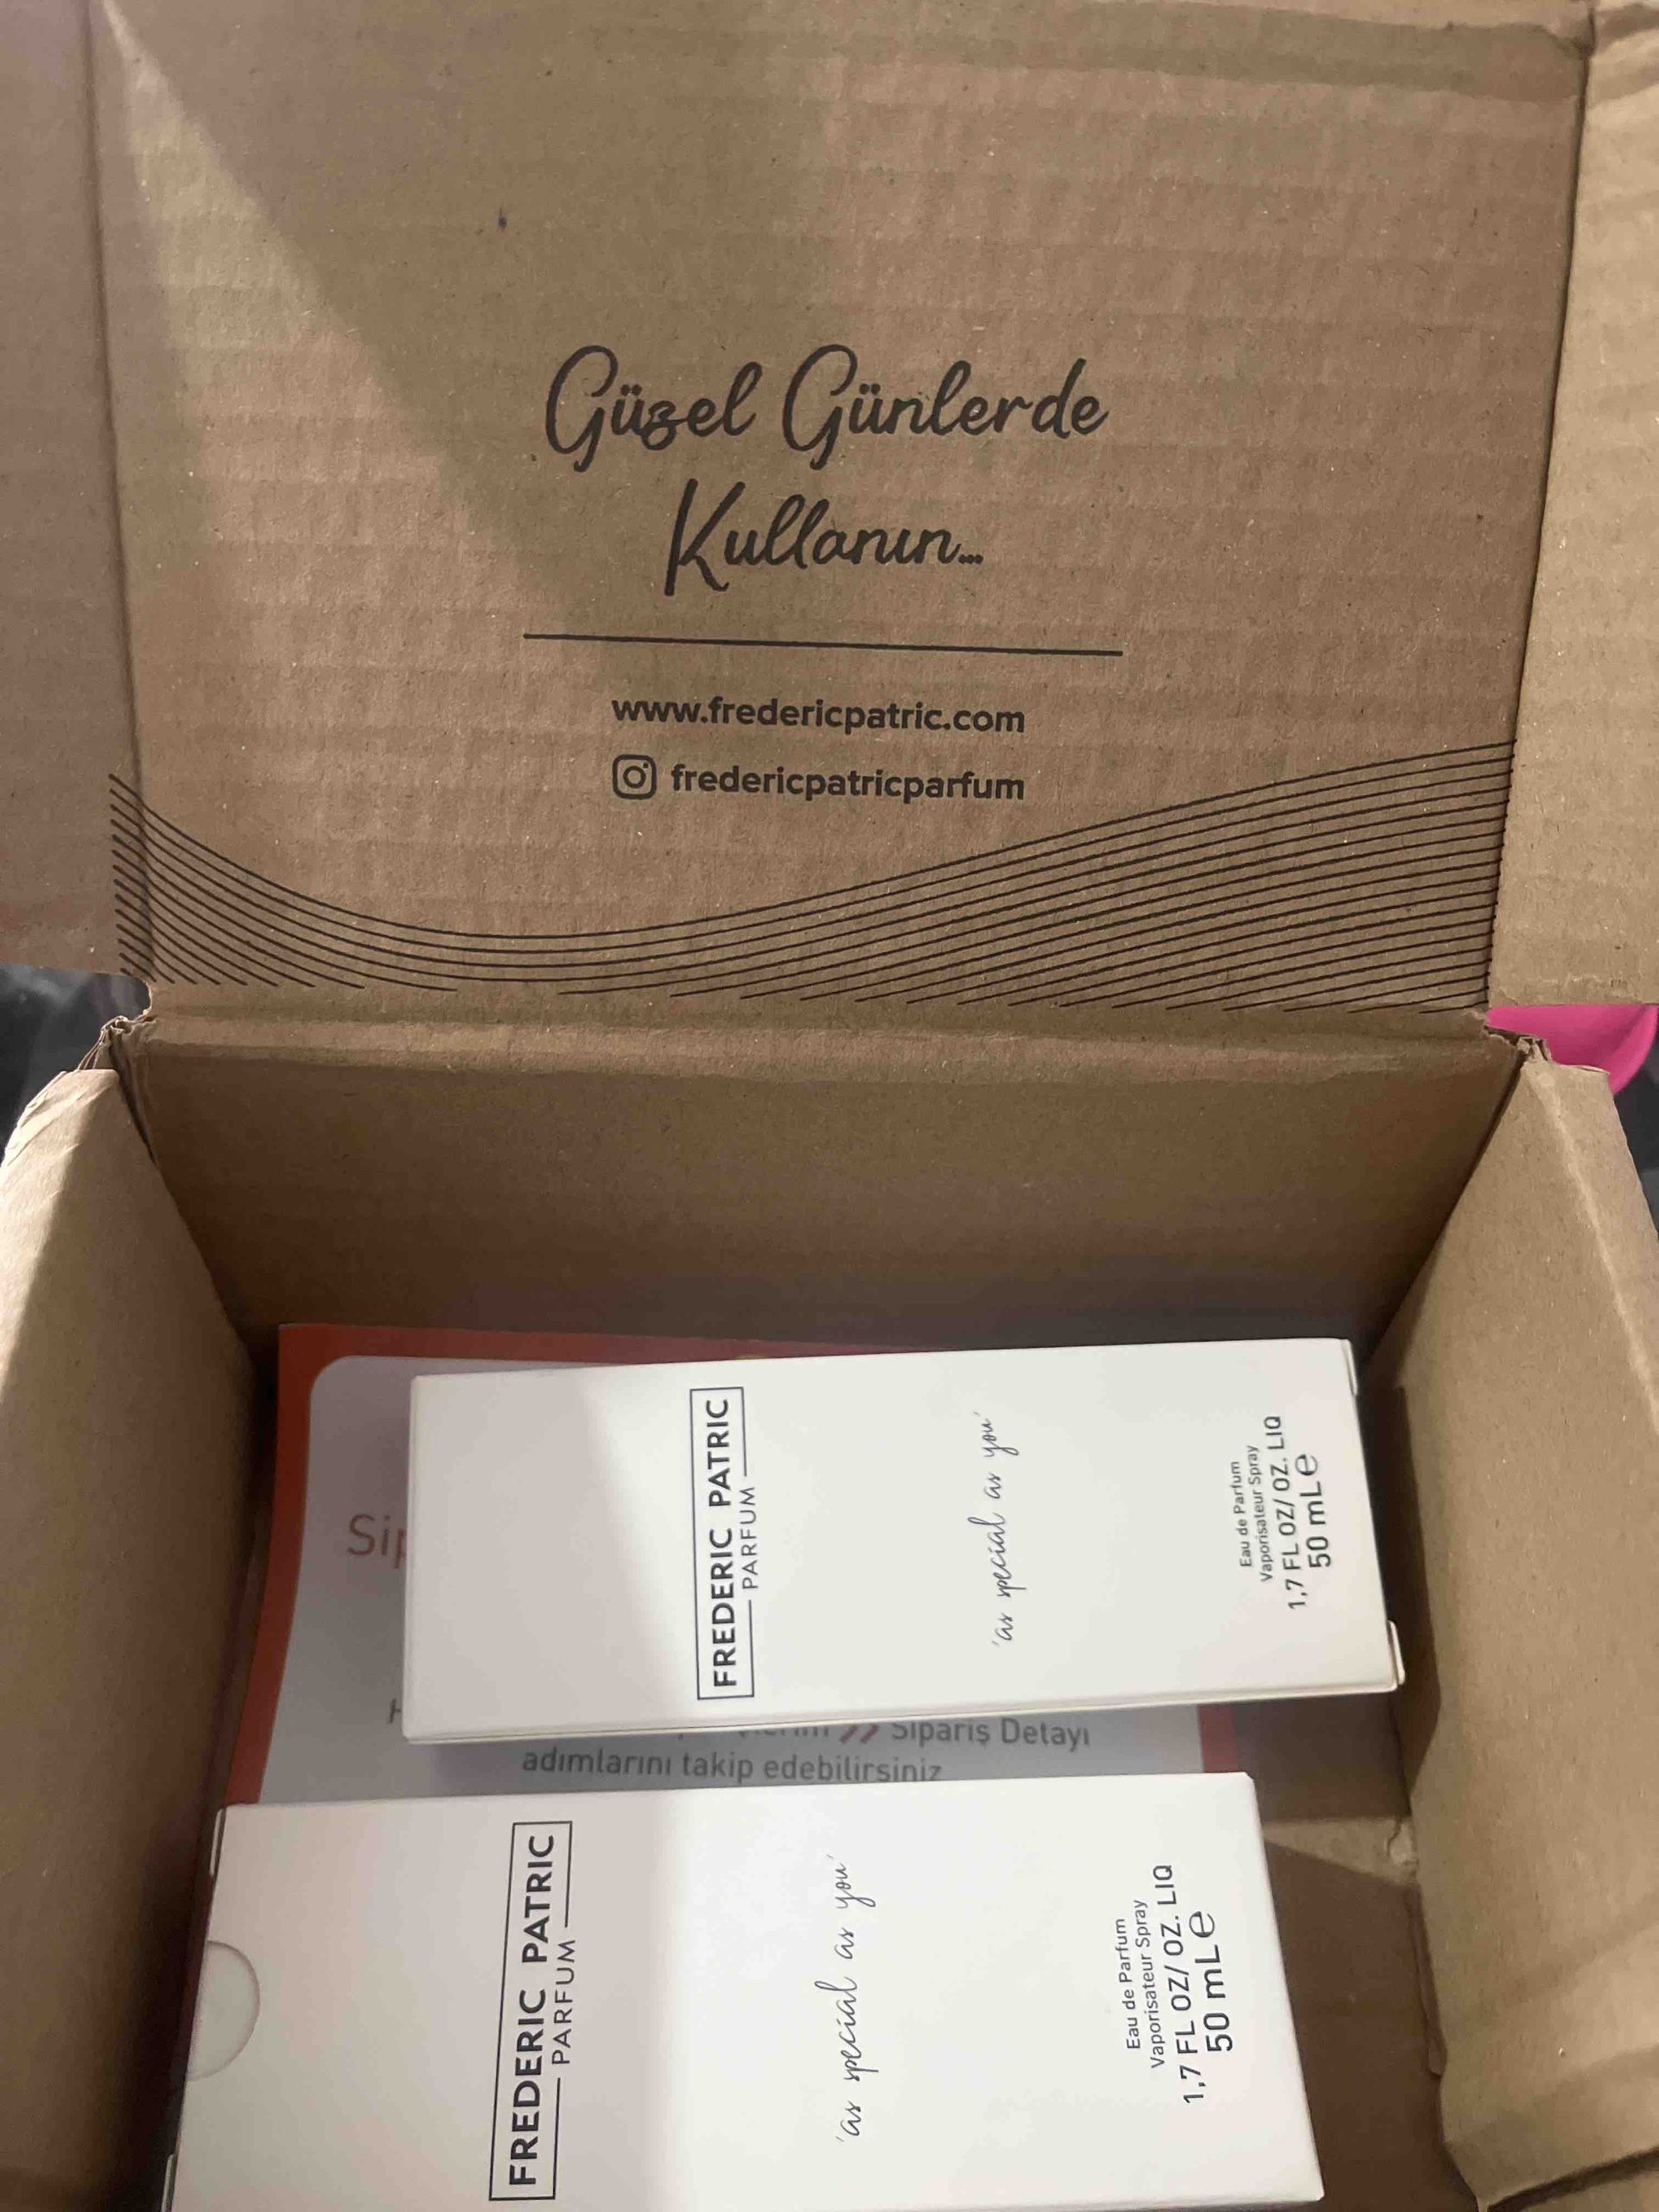 Güzel Günlerde
Kullanın...
www.fredericpatric.com
fredericpatricparfum
FREDERIC PATRIC
PARFUM
'as special as you'
Eau de Parfum
Vaporisateur Spray
1,7 FL OZ/ OZ. LIQ
50 mL e
Sipariş Detayı
adımlarını takip edebilirsiniz
FREDERIC PATRIC
PARFUM
'as special as you'
Eau de Parfum
Vaporisateur Spray
1,7 FL OZ/ OZ. LIQ
50 mL e